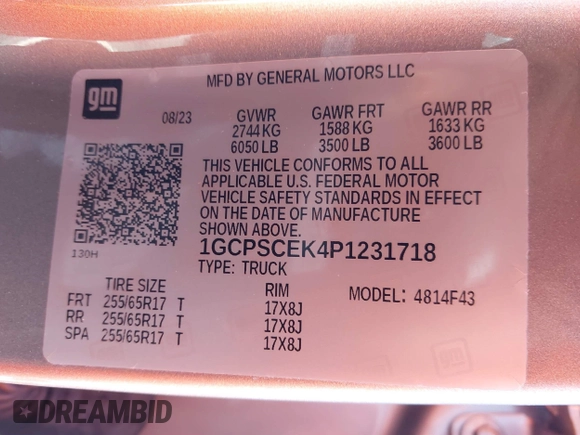 gm
MFD BY GENERAL MOTORS LLC
08/23 GVWR GAWR FRT GAWR RR
2744 KG 1588 KG 1633 KG
6050 LB 3500 LB 3600 LB
THIS VEHICLE CONFORMS TO ALL
APPLICABLE U.S. FEDERAL MOTOR
VEHICLE SAFETY STANDARDS IN EFFECT
ON THE DATE OF MANUFACTURE
SHOWN ABOVE.
130H
1GCPSCEK4P1231718
TYPE: TRUCK
TIRE SIZE RIM MODEL: 4814F43
FRT 255/65R17 T 17X8J
RR 255/65R17 T 17X8J
SPA 255/65R17 T 17X8J
DREAMBID